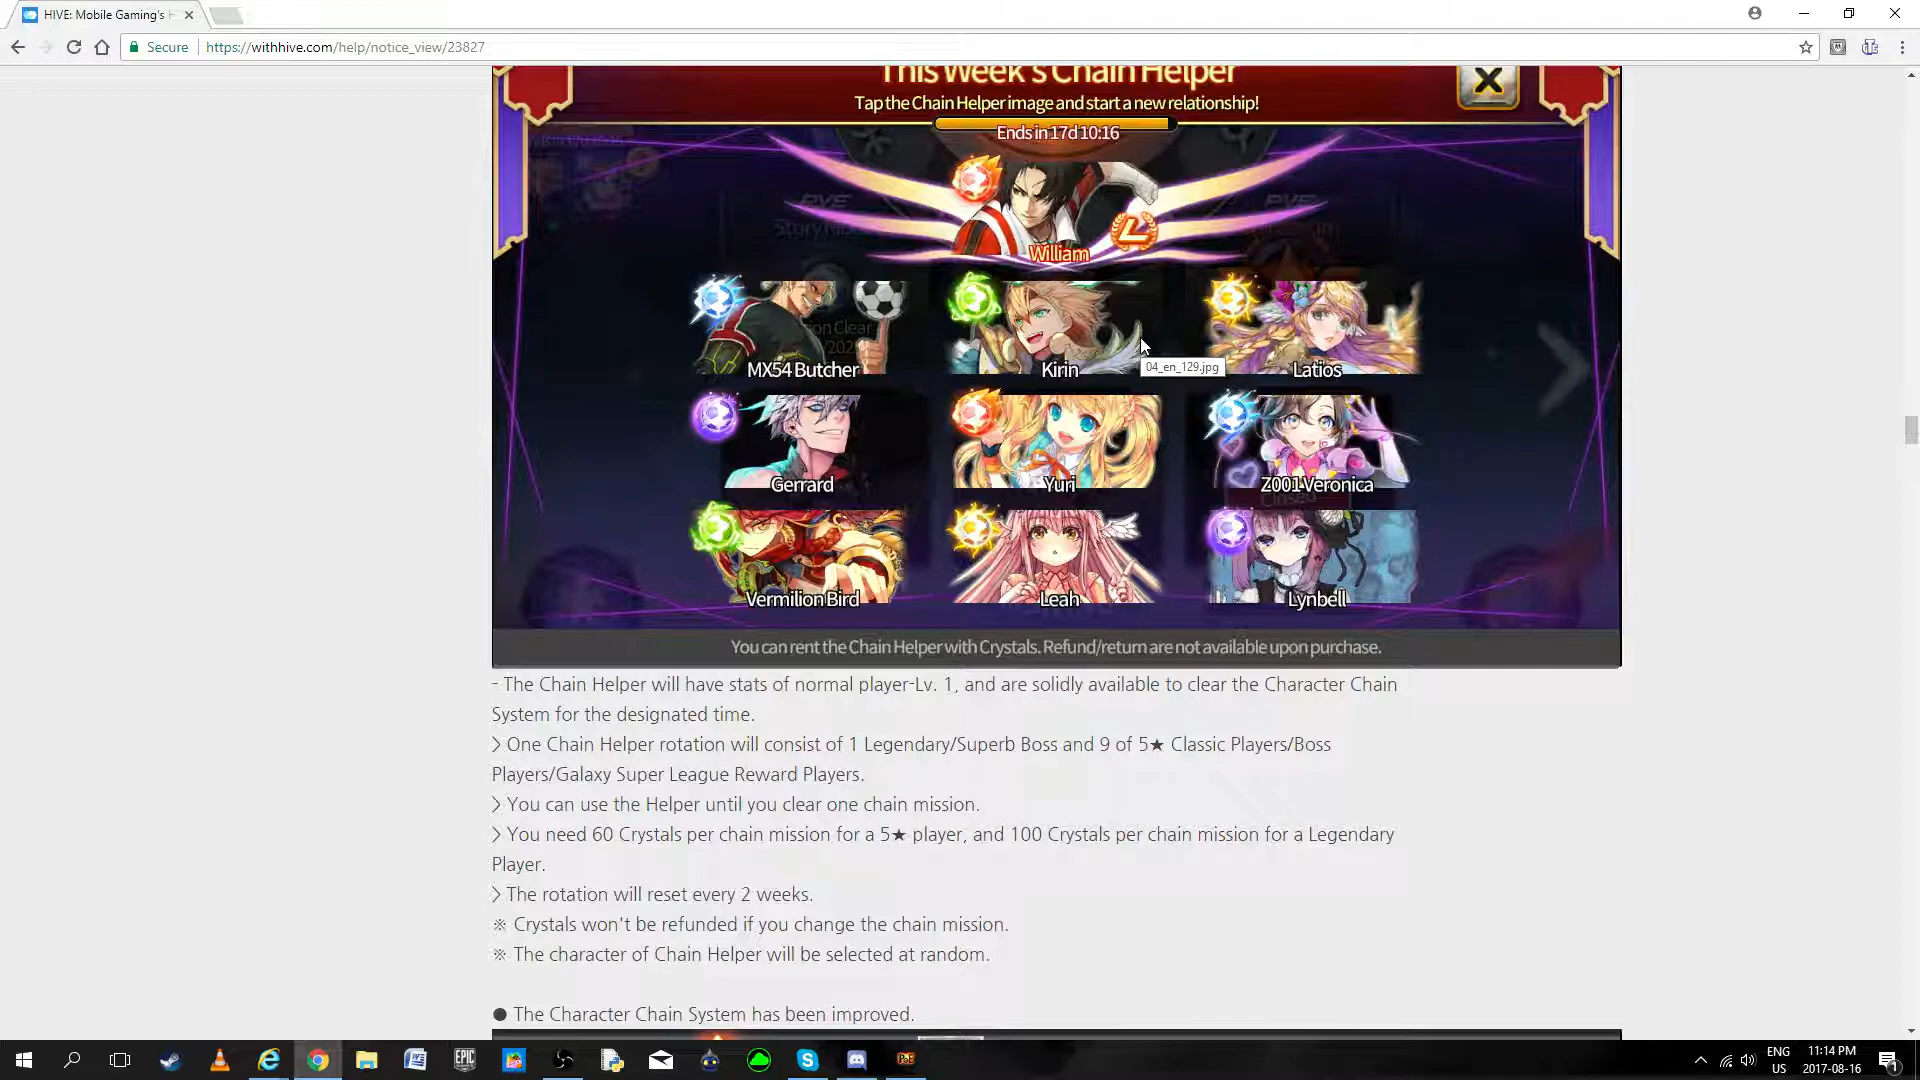 HIVE: Mobile Gaming's H
Secure https://withhive.com/help/notice_view/23827
This Week's Chain Helper
Tap the Chain Helper image and start a new relationship!
Ends in 17d 10:16
William
MX54 Butcher
Kirin
Latios
04_en_129.jpg
Gerrard
Yuri
Z001 Veronica
Vermilion Bird
Leah
Lynbell
You can rent the Chain Helper with Crystals. Refund/return are not available upon purchase.
- The Chain Helper will have stats of normal player-Lv. 1, and are solidly available to clear the Character Chain
System for the designated time.
> One Chain Helper rotation will consist of 1 Legendary/Superb Boss and 9 of 5★ Classic Players/Boss
Players/Galaxy Super League Reward Players.
> You can use the Helper until you clear one chain mission.
> You need 60 Crystals per chain mission for a 5★ player, and 100 Crystals per chain mission for a Legendary
Player.
> The rotation will reset every 2 weeks.
※ Crystals won't be refunded if you change the chain mission.
※ The character of Chain Helper will be selected at random.
● The Character Chain System has been improved.
EPIC
PoE
ENG
US
11:14 PM
2017-08-16
1